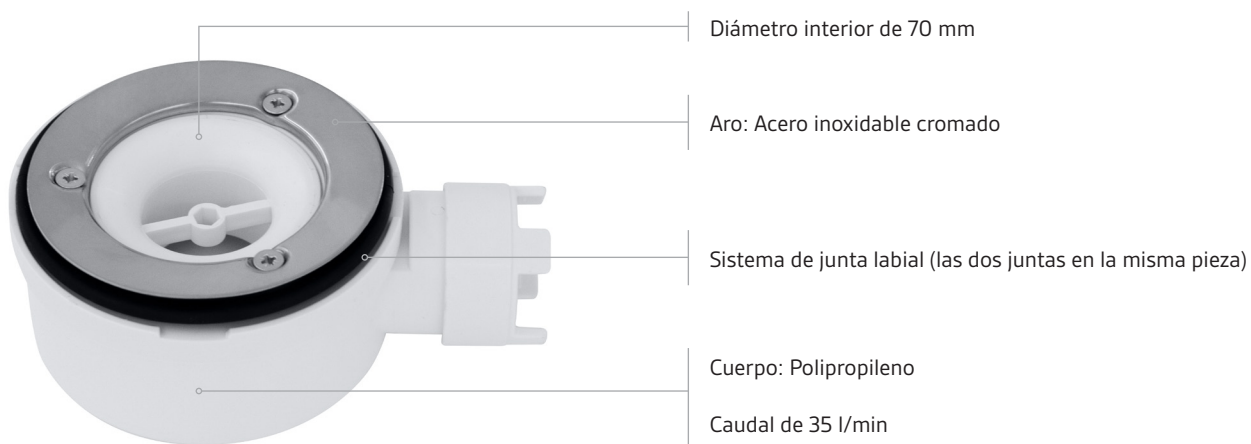 Diámetro interior de 70 mm
Aro: Acero inoxidable cromado
Sistema de junta labial (las dos juntas en la misma pieza)
Cuerpo: Polipropileno
Caudal de 35 l/min